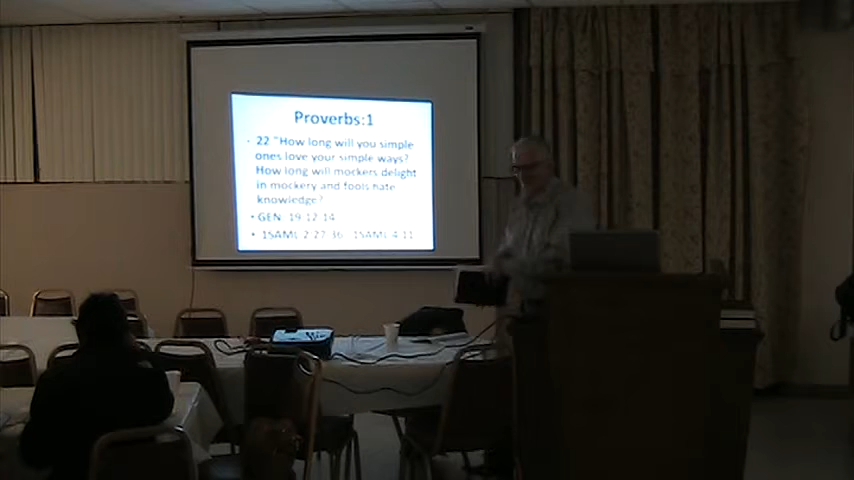 Proverbs:1
• 22 "How long will you simple
ones love your simple ways?
How long will mockers delight
in mockery and fools hate
knowledge?
• GEN: 19:12-14
• 1SAML 2:27-36, 1SAML 4:11